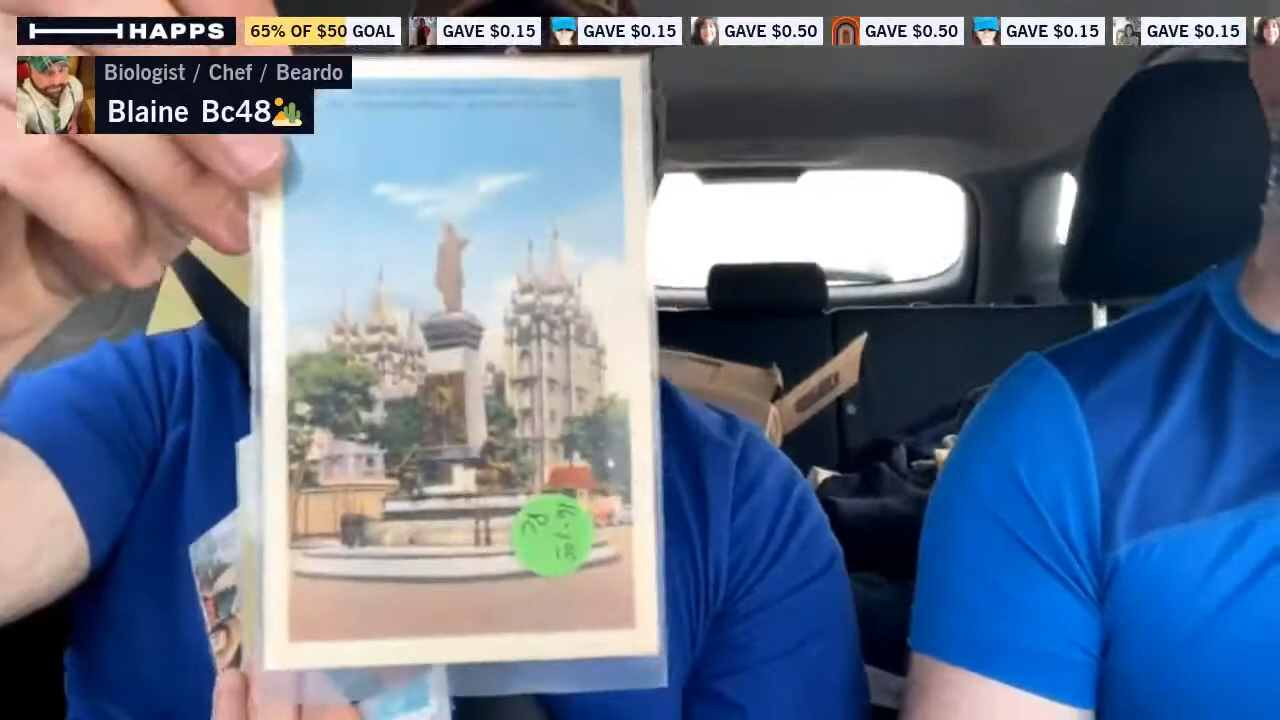 HAPPS
65% OF $50 GOAL
GAVE $0.15
GAVE $0.15
GAVE $0.50
GAVE $0.50
GAVE $0.15
GAVE $0.15
Biologist / Chef / Beardo
Blaine Bc48